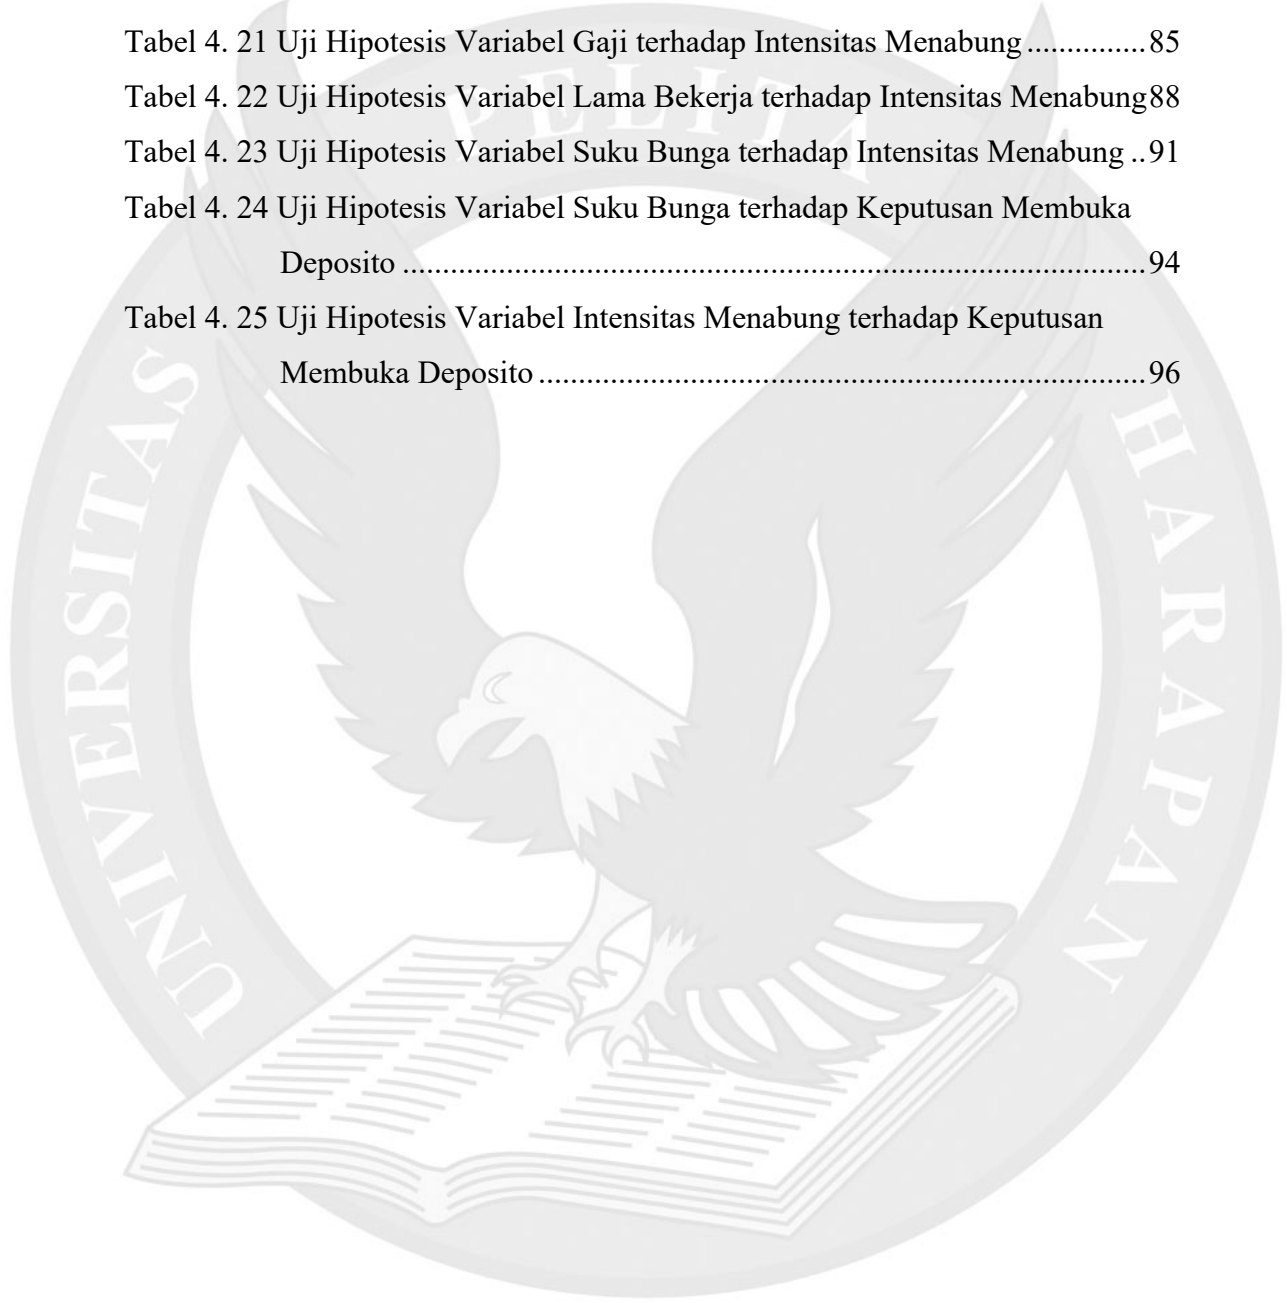 Tabel 4. 21 Uji Hipotesis Variabel Gaji terhadap Intensitas Menabung ............... 85
Tabel 4. 22 Uji Hipotesis Variabel Lama Bekerja terhadap Intensitas Menabung88
Tabel 4. 23 Uji Hipotesis Variabel Suku Bunga terhadap Intensitas Menabung ..91
Tabel 4. 24 Uji Hipotesis Variabel Suku Bunga terhadap Keputusan Membuka
Deposito .............................................................................................. 94
Tabel 4. 25 Uji Hipotesis Variabel Intensitas Menabung terhadap Keputusan
Membuka Deposito ............................................................................. 96
UNIVERSITAS
PELITA
HARAPAN